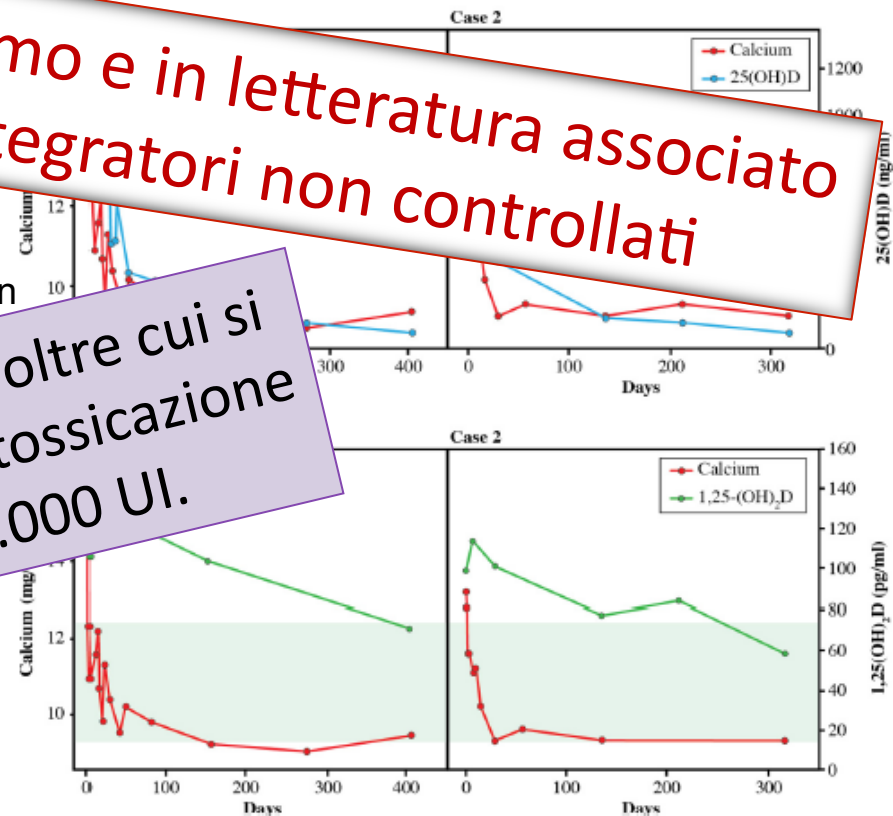 Case 2
Calcium
25(OH)D
1200
mo e in letteratura associato
tegratori non controllati
25(OH)D (ng/ml)
Calcium
12
10
n
oltre cui si
tossicazione
.000 UI.
300
400
0
100
200
300
0
Days
Case 2
Calcium
1,25-(OH)₂D
160
140
120
100
80
60
40
20
0
1,25(OH)₂D (pg/ml)
Calcium (mg/
12
10
0
100
200
300
400
0
100
200
300
Days
Days